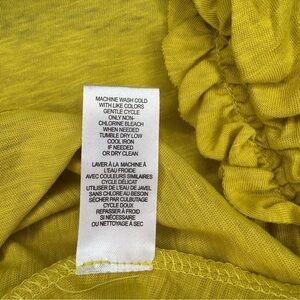 MACHINE WASH COLD
WITH LIKE COLORS
GENTLE CYCLE
ONLY NON-
CHLORINE BLEACH
WHEN NEEDED
TUMBLE DRY LOW
COOL IRON
IF NEEDED
OR DRY CLEAN
LAVER À LA MACHINE À
L'EAU FROIDE
AVEC COULEURS SIMILAIRES
CYCLE DÉLICAT
UTILISER DE L'EAU DE JAVEL
SANS CHLORE AU BESOIN
SÉCHER PAR CULBUTAGE
CYCLE DOUX
REPASSER À FROID
SI NÉCESSAIRE
OU NETTOYAGE À SEC